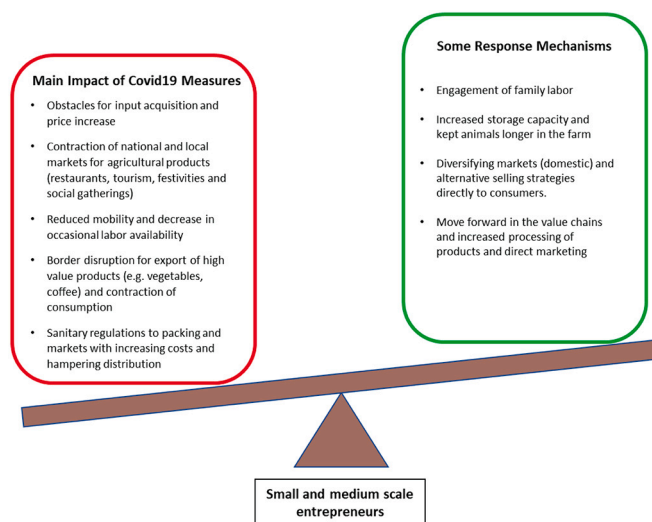 Main Impact of Covid19 Measures
• Obstacles for input acquisition and
price increase
• Contraction of national and local
markets for agricultural products
(restaurants, tourism, festivities and
social gatherings)
• Reduced mobility and decrease in
occasional labor availability
• Border disruption for export of high
value products (e.g. vegetables,
coffee) and contraction of
consumption
• Sanitary regulations to packing and
markets with increasing costs and
hampering distribution
Some Response Mechanisms
• Engagement of family labor
• Increased storage capacity and
kept animals longer in the farm
• Diversifying markets (domestic) and
alternative selling strategies
directly to consumers.
• Move forward in the value chains
and increased processing of
products and direct marketing
Small and medium scale
entrepreneurs